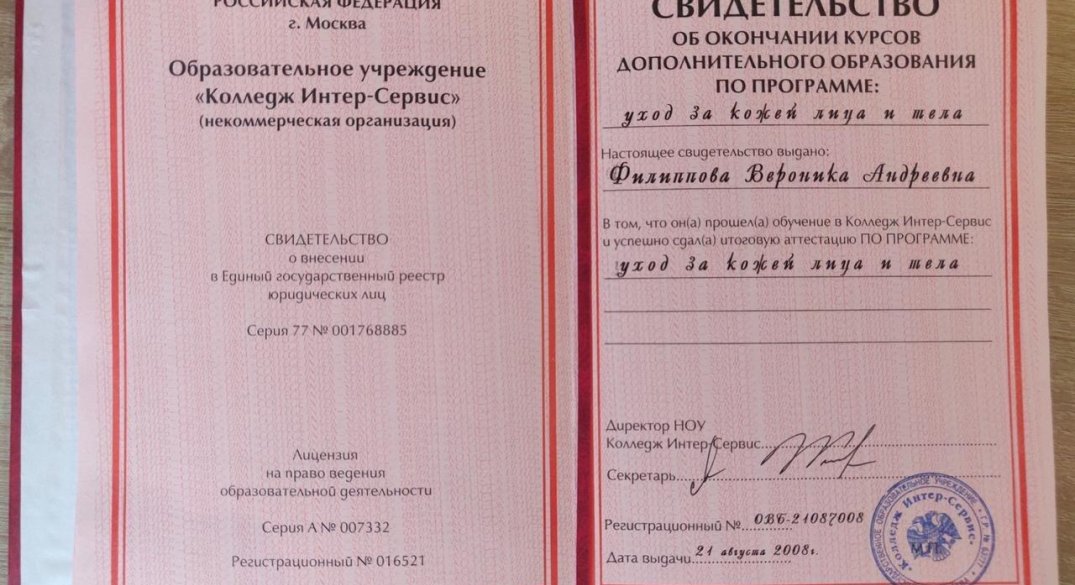 РОССИЙСКАЯ ФЕДЕРАЦИЯ
г. Москва
Образовательное учреждение
«Колледж Интер-Сервис»
(некоммерческая организация)
СВИДЕТЕЛЬСТВО
о внесении
в Единый государственный реестр
юридических лиц
Серия 77 № 001768885
Лицензия
на право ведения
образовательной деятельности
Серия А № 007332
Регистрационный № 016521
СВИДЕТЕЛЬСТВО
ОБ ОКОНЧАНИИ КУРСОВ
ДОПОЛНИТЕЛЬНОГО ОБРАЗОВАНИЯ
ПО ПРОГРАММЕ:
уход за кожей лица и тела
Настоящее свидетельство выдано:
Филиппова Вероника Андреевна
В том, что он(а) прошел(а) обучение в Колледж Интер-Сервис
и успешно сдал(а) итоговую аттестацию ПО ПРОГРАММЕ:
уход за кожей лица и тела
Директор НОУ
Колледж Интер-Сервис
Секретарь
Регистрационный № ОВБ-21087008
Дата выдачи 21 августа 2008г.
ОБРАЗОВАТЕЛЬНОЕ УЧРЕЖДЕНИЕ
«Колледж Интер-Сервис»
М.П.